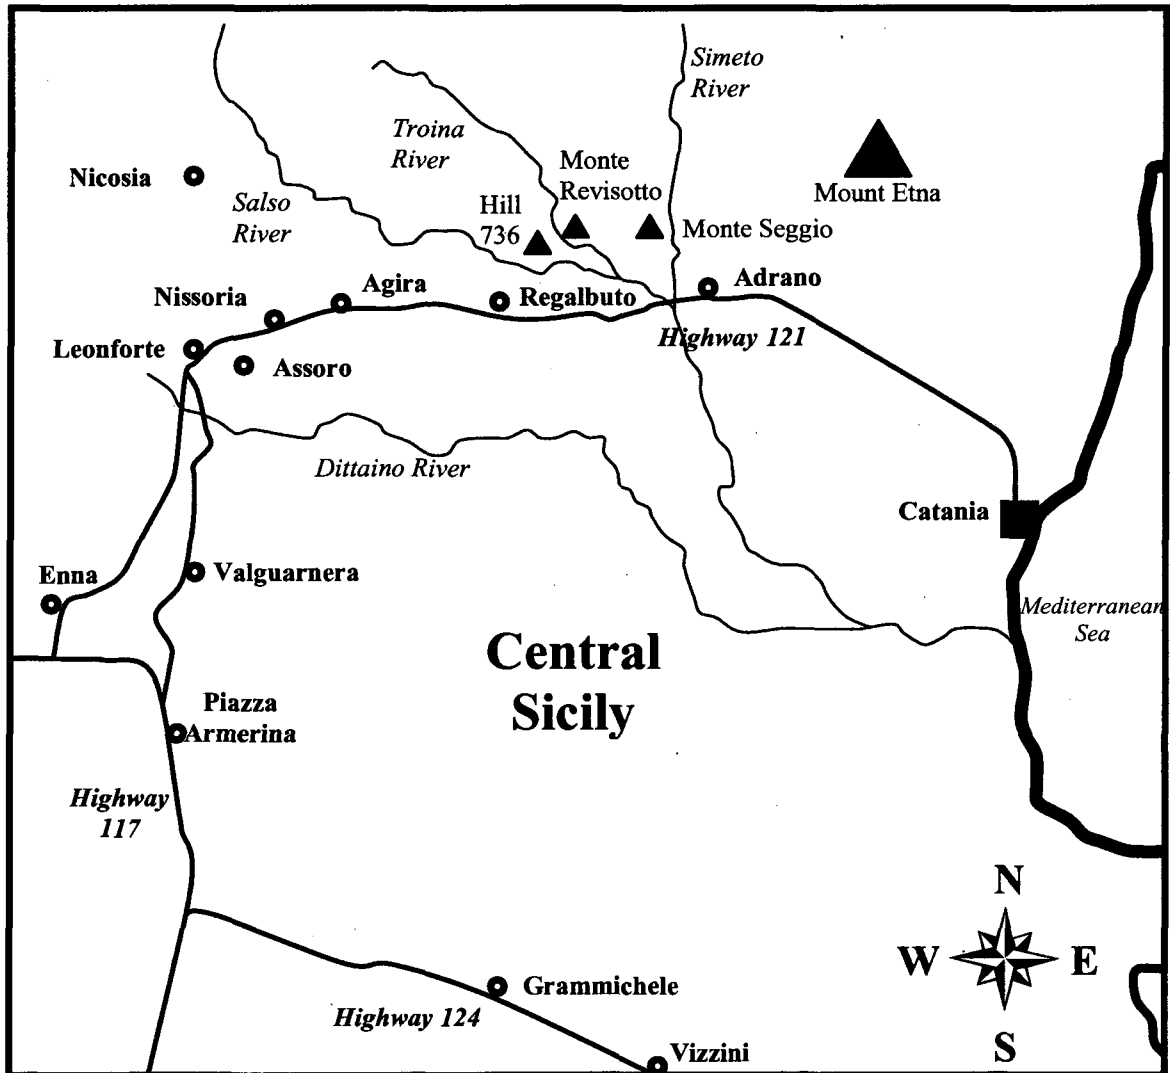 Simeto
River
Troina
River
Monte
Revisotto
Nicosia
Mount Etna
Salso
River
Hill
736
Monte Seggio
Agira
Adrano
Nissoria
Regalbuto
Highway 121
Leonforte
Assoro
Dittaino River
Catania
Enna
Valguarnera
Mediterranean
Sea
Central
Sicily
Piazza
Armerina
Highway
117
N
W
E
S
Grammichele
Highway 124
Vizzini